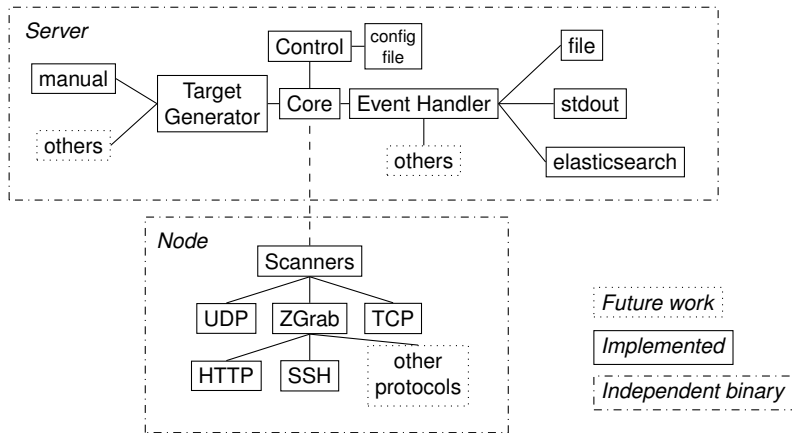 Server
Control
config
file
file
manual
Target
Generator
Core
Event Handler
stdout
others
others
elasticsearch
Node
Scanners
UDP
ZGrab
TCP
HTTP
SSH
other
protocols
Future work
Implemented
Independent binary